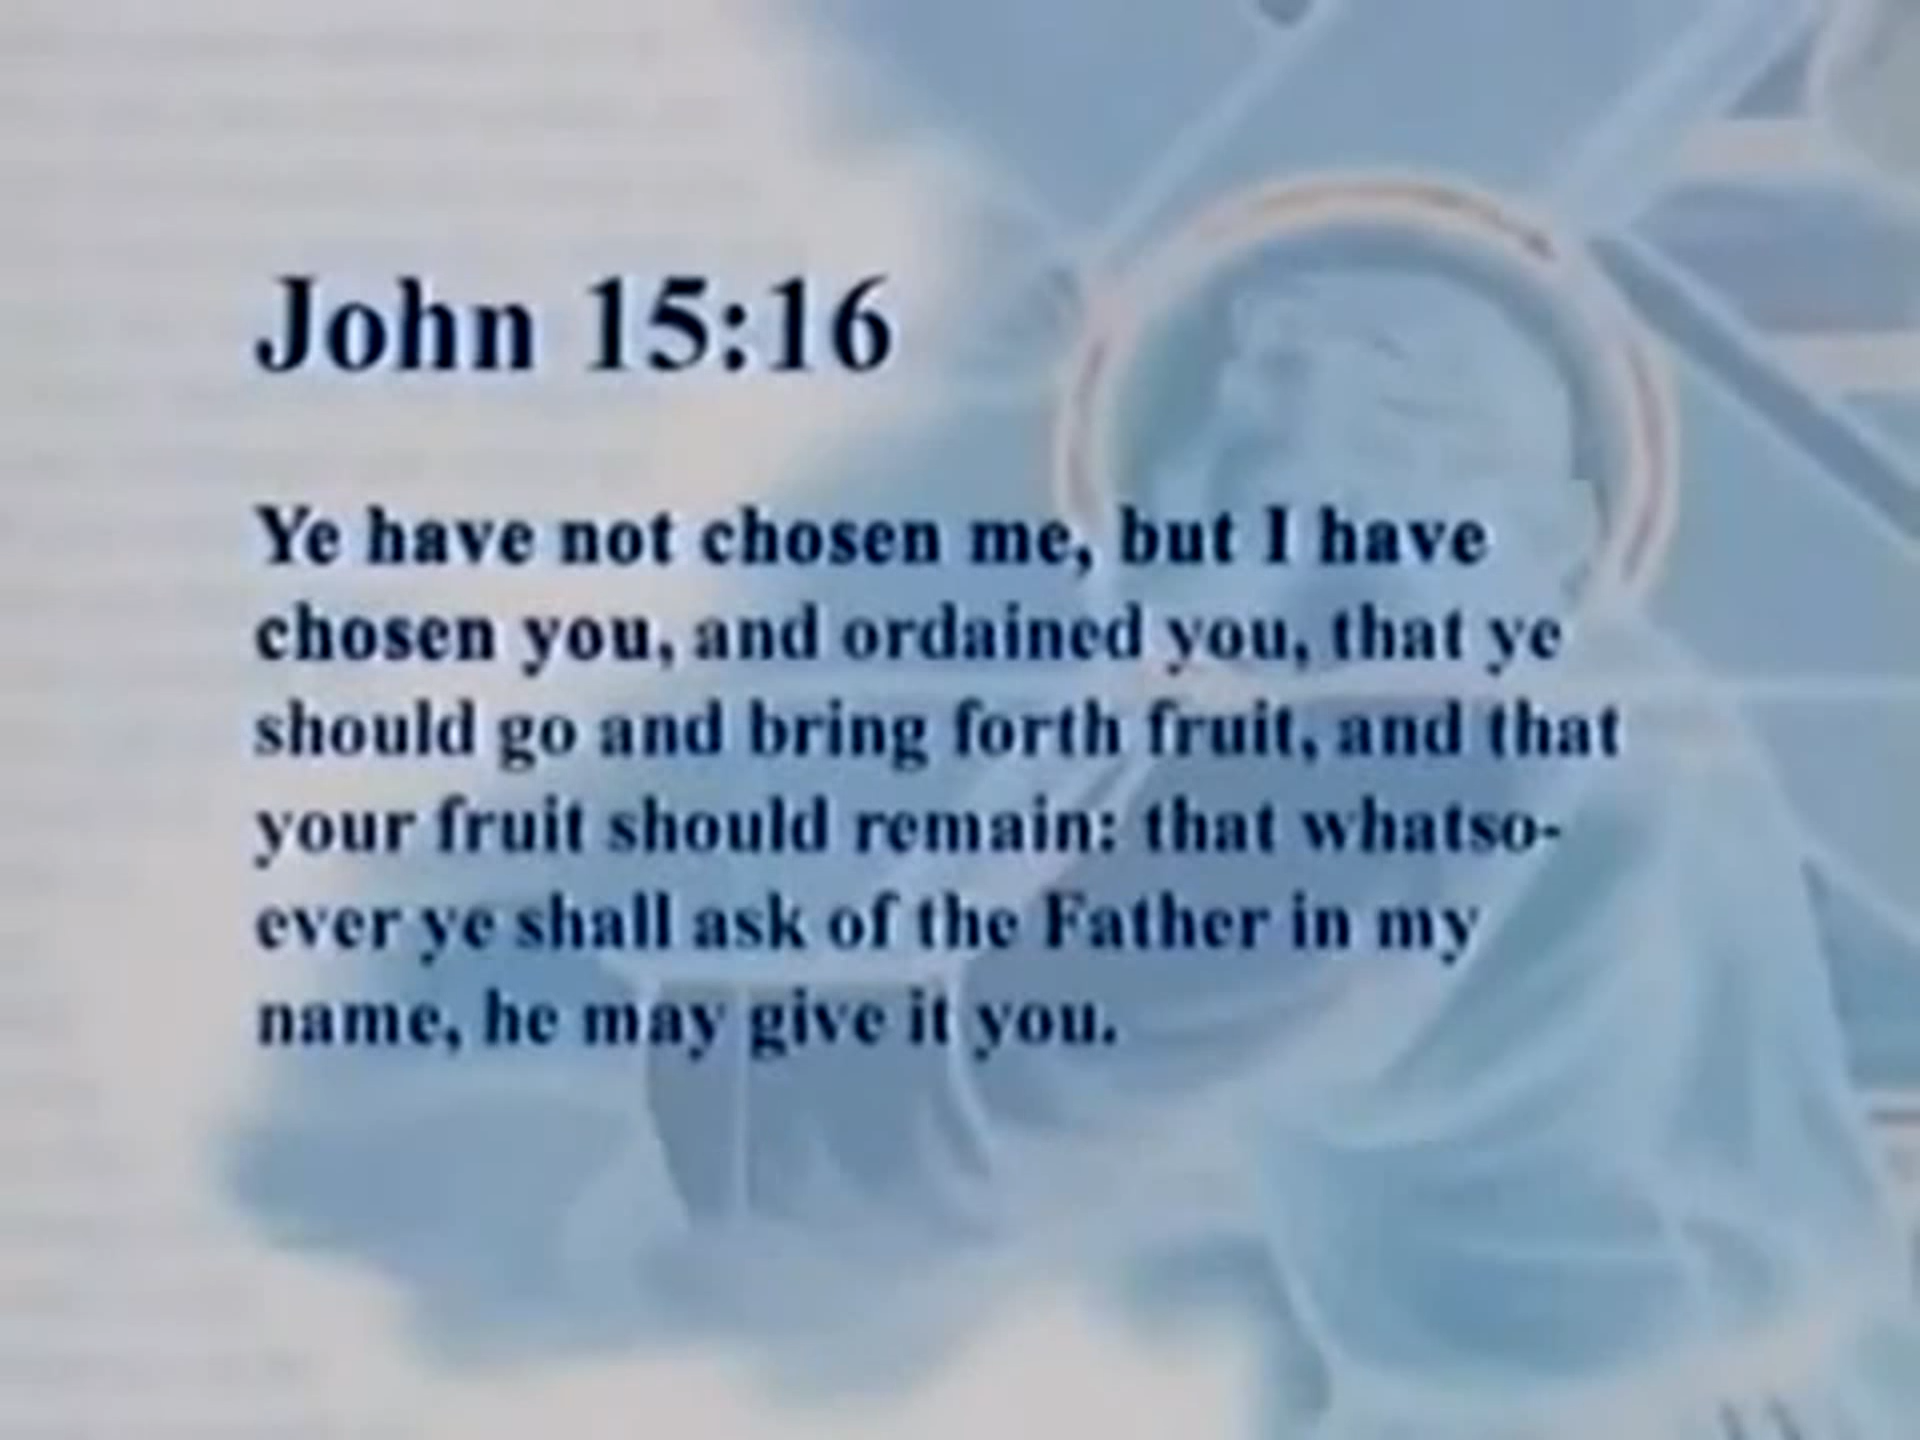 John 15:16
Ye have not chosen me, but I have
chosen you, and ordained you, that ye
should go and bring forth fruit, and that
your fruit should remain: that whatso-
ever ye shall ask of the Father in my
name, he may give it you.